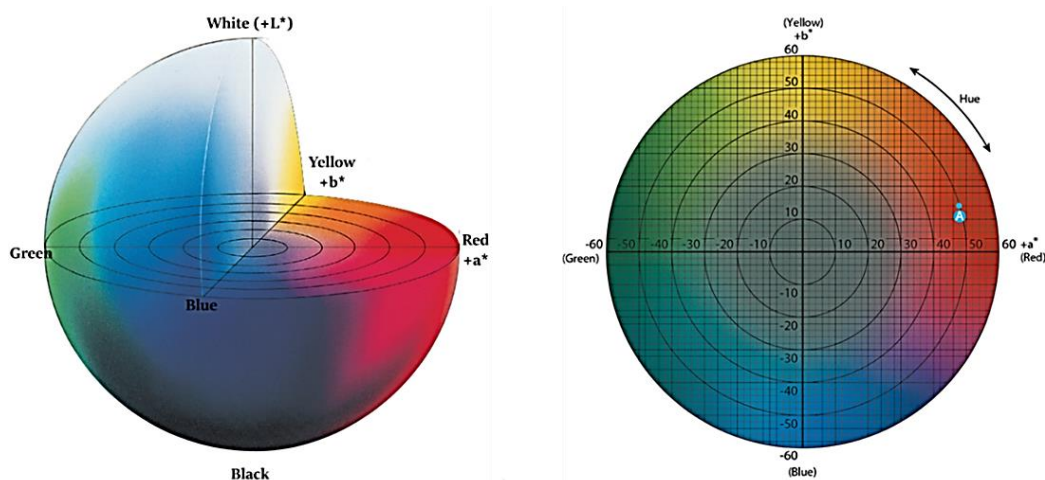 White (+L*)
Yellow
+b*
Green
Red
+a*
Blue
Black
(Yellow)
+b*
60
50
40
30
20
10
Hue
A
-60 -50 -40 -30 -20 -10 10 20 30 40 50 60 +a*
(Green)
(Red)
-10
-20
-30
40
-50
-60
(Blue)